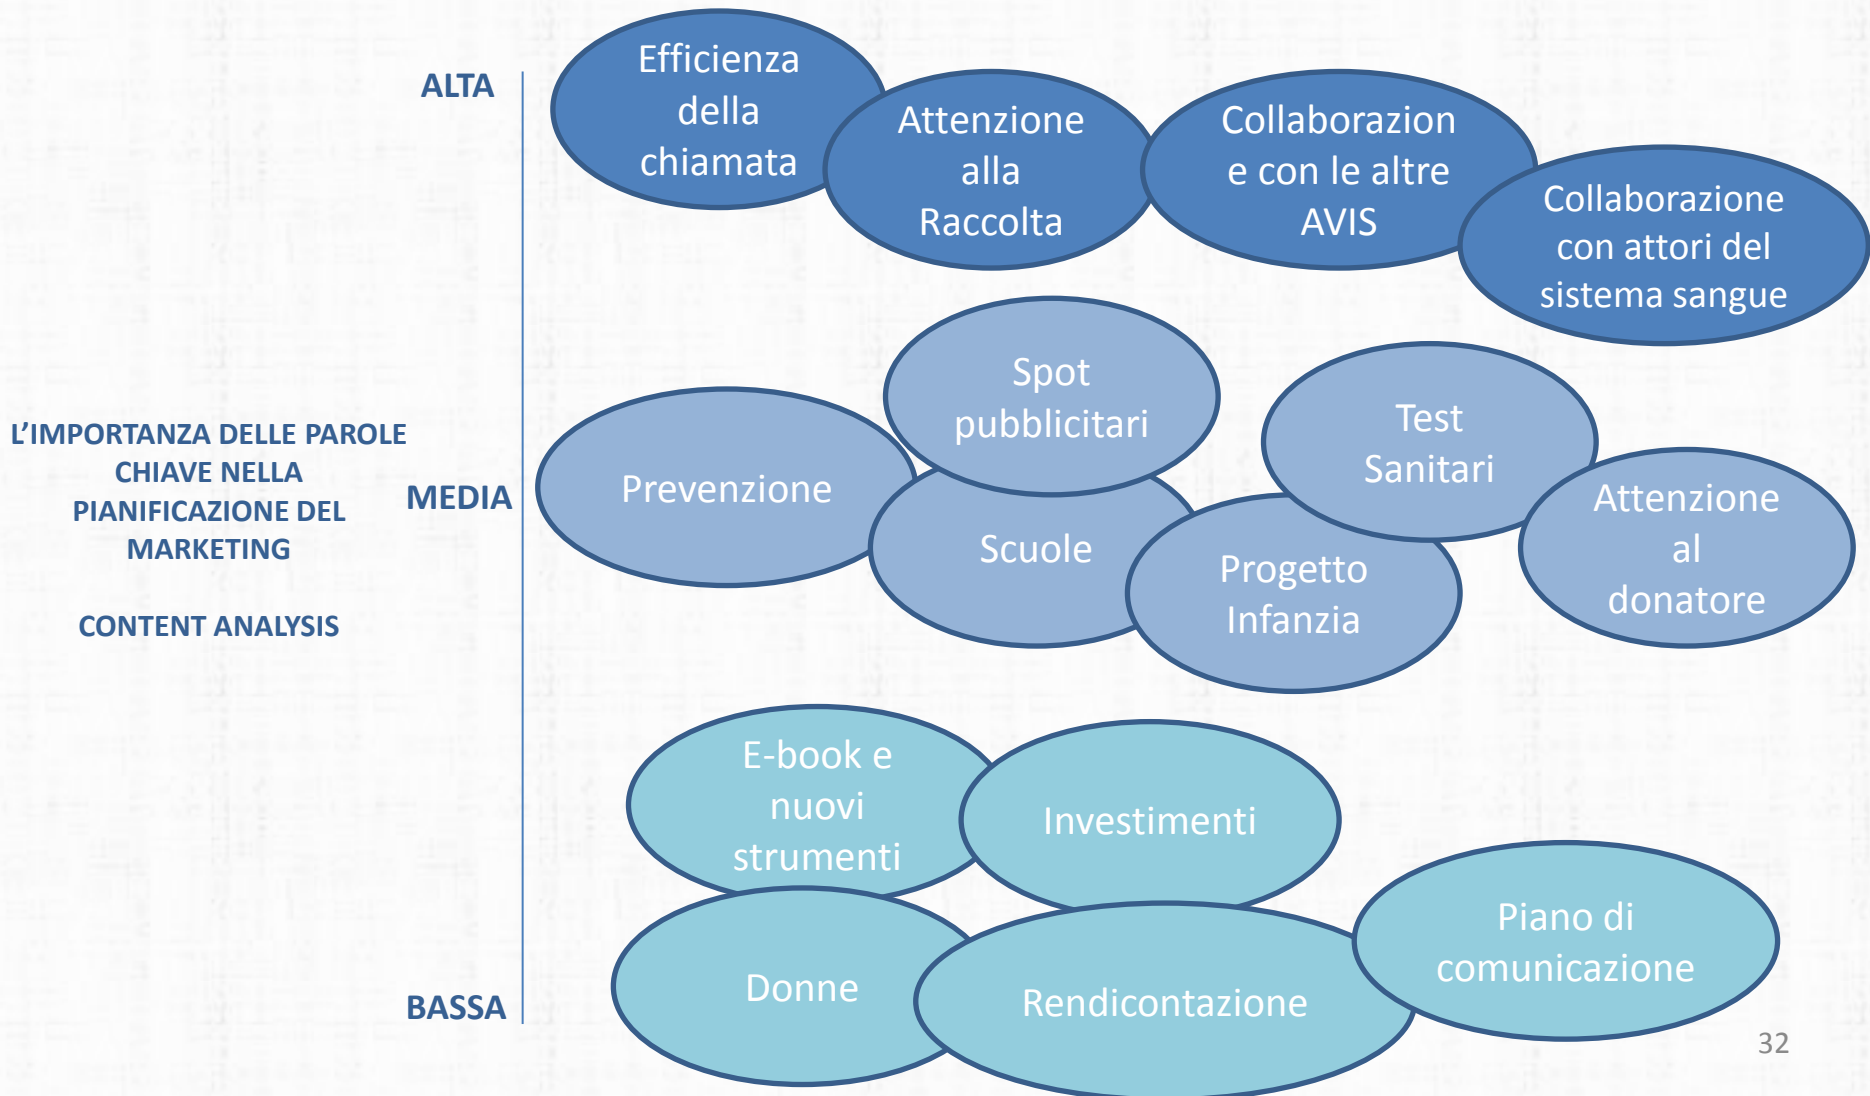 ALTA
Efficienza
della
chiamata
Attenzione
alla
Raccolta
Collaborazion
e con le altre
AVIS
Collaborazione
con attori del
sistema sangue
L'IMPORTANZA DELLE PAROLE
CHIAVE NELLA
PIANIFICAZIONE DEL
MARKETING
CONTENT ANALYSIS
MEDIA
Prevenzione
Spot
pubblicitari
Scuole
Progetto
Infanzia
Test
Sanitari
Attenzione
al
donatore
BASSA
E-book e
nuovi
strumenti
Investimenti
Donne
Rendicontazione
Piano di
comunicazione
32